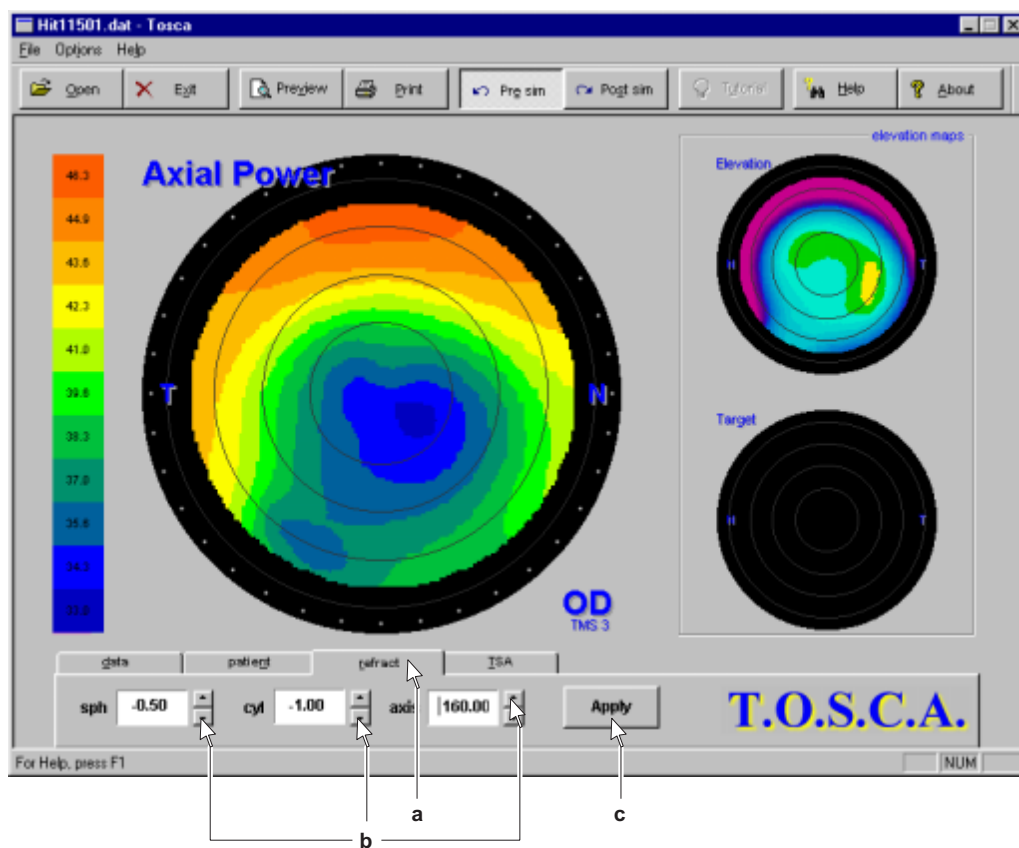 Hit11501.dat - Tosca
File Options Help
Open Exit Preview Print Pre sim Post sim Tutorial Help About
elevation maps
Axial Power
Elevation
46.3
44.9
43.6
42.3
41.0
39.6
38.3
37.0
35.6
34.3
T
N
T
Target
T
OD
TMS 3
data patient refract TSA
sph -0.50 cyl -1.00 axis 160.00 Apply T.O.S.C.A.
For Help, press F1 NUM
a
b
c